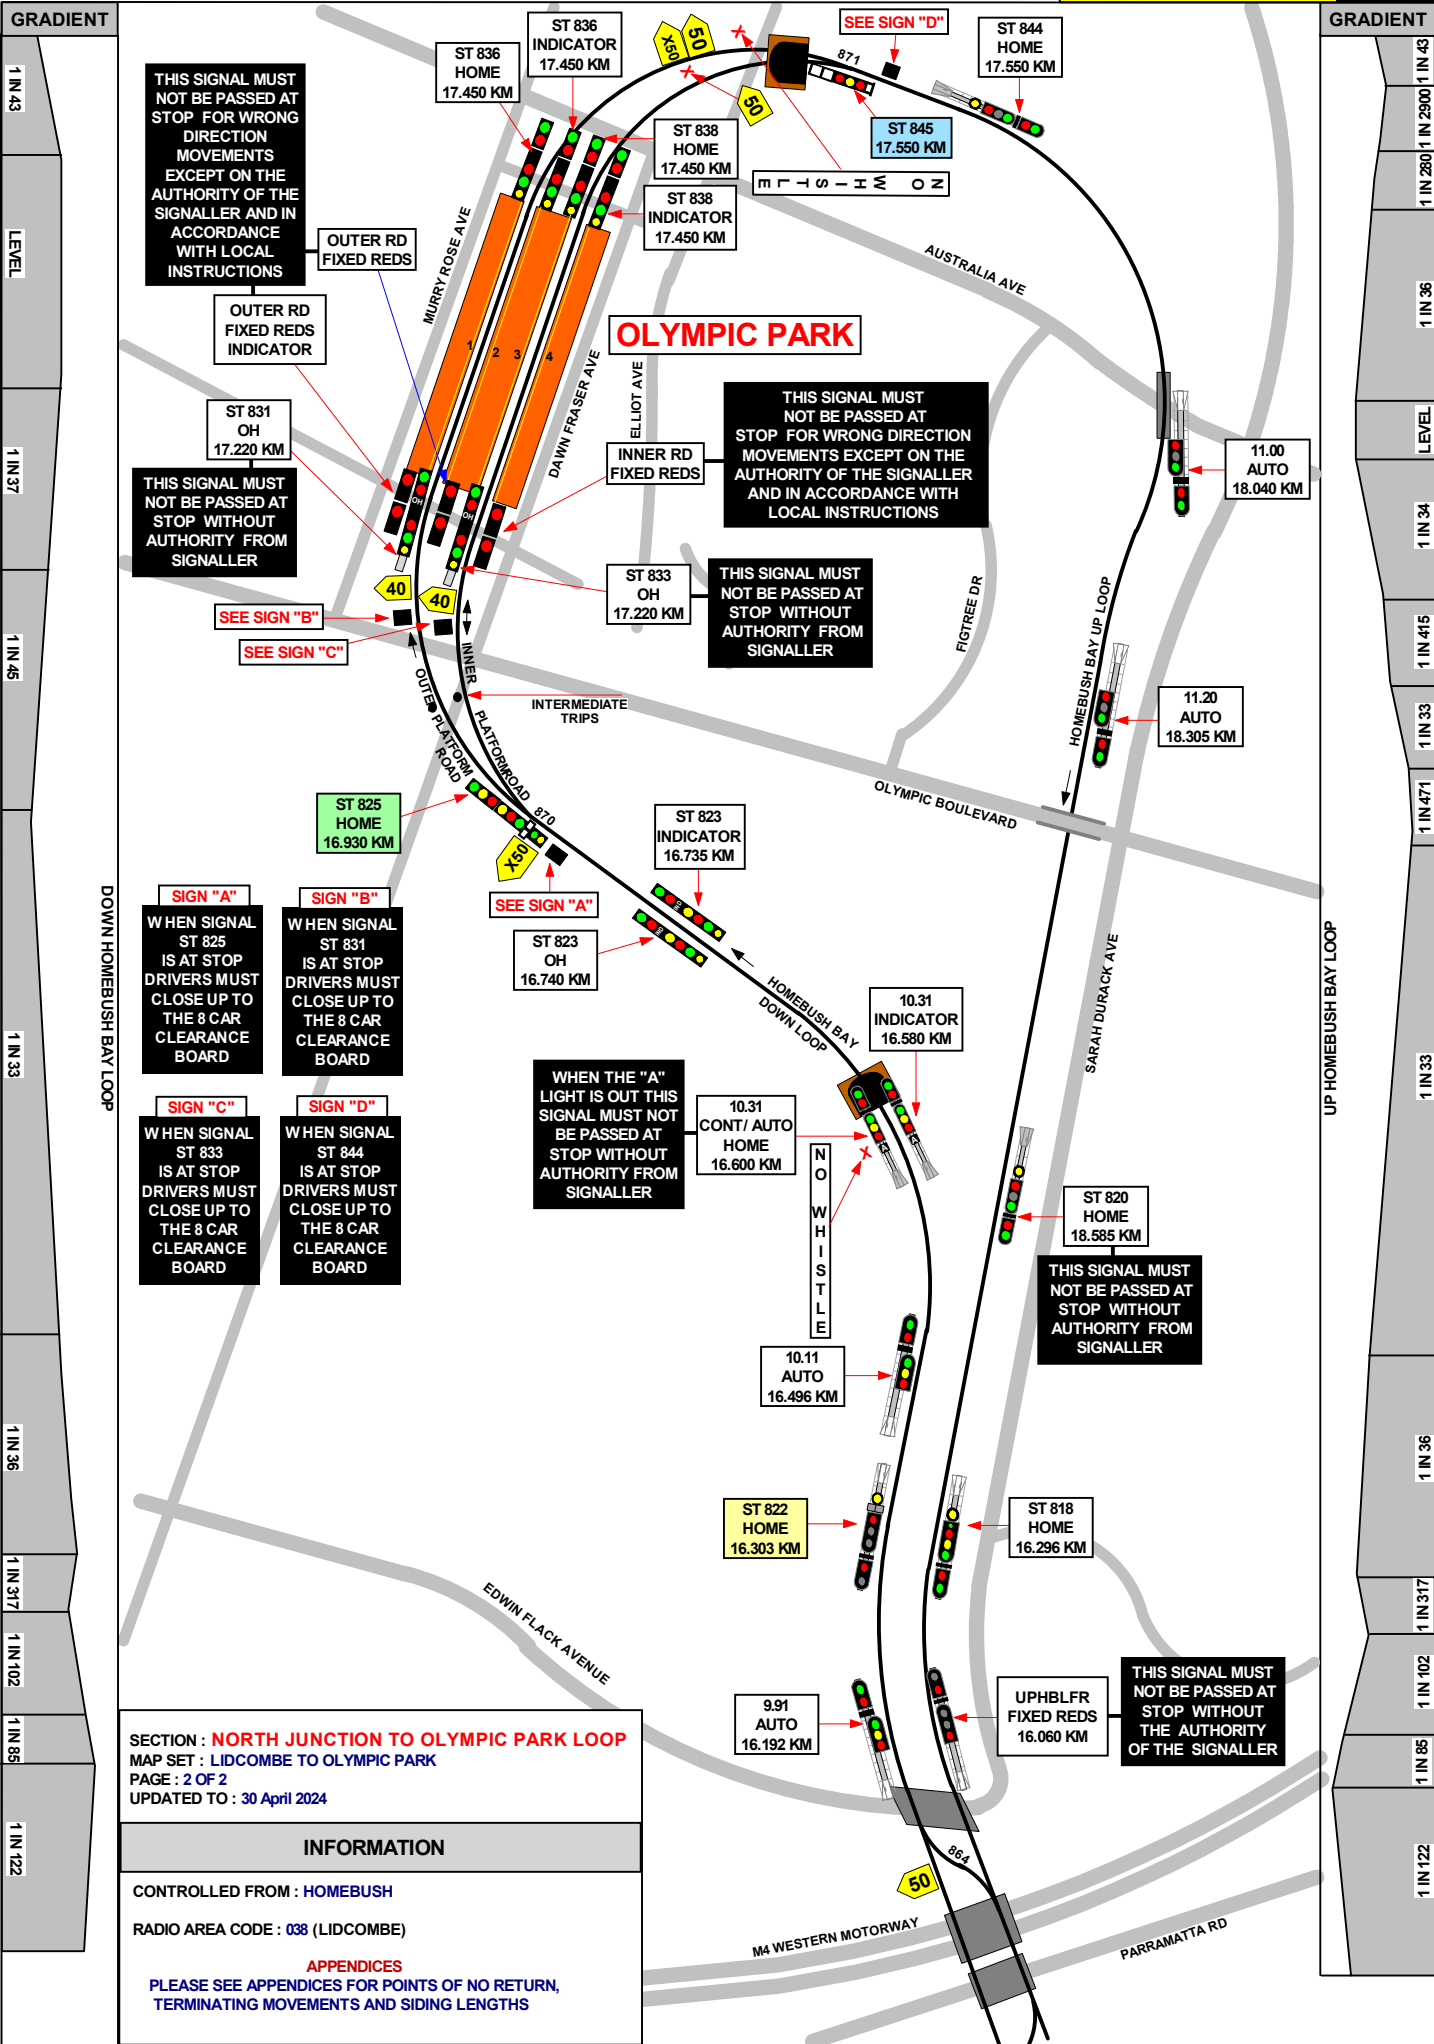 GRADIENT
GRADIENT
SEE SIGN "D"
ST 836
INDICATOR
17.450 KM
ST 844
HOME
17.550 KM
ST 836
HOME
17.450 KM
X50
50
871
50
THIS SIGNAL MUST
NOT BE PASSED AT
STOP FOR WRONG
DIRECTION
MOVEMENTS
EXCEPT ON THE
AUTHORITY OF THE
SIGNALLER AND IN
ACCORDANCE
WITH LOCAL
INSTRUCTIONS
ST 838
HOME
17.450 KM
ST 845
17.550 KM
NO WHISTLE
ST 838
INDICATOR
17.450 KM
OUTER RD
FIXED REDS
MURRY ROSE AVE
AUSTRALIA AVE
OUTER RD
FIXED REDS
INDICATOR
OLYMPIC PARK
1
2
3
4
DAWN FRASER AVE
ELLIOT AVE
ST 831
OH
17.220 KM
THIS SIGNAL MUST
NOT BE PASSED AT
STOP FOR WRONG DIRECTION
MOVEMENTS EXCEPT ON THE
AUTHORITY OF THE SIGNALLER
AND IN ACCORDANCE WITH
LOCAL INSTRUCTIONS
INNER RD
FIXED REDS
11.00
AUTO
18.040 KM
THIS SIGNAL MUST
NOT BE PASSED AT
STOP WITHOUT
AUTHORITY FROM
SIGNALLER
OH
OH
ST 833
OH
17.220 KM
THIS SIGNAL MUST
NOT BE PASSED AT
STOP WITHOUT
AUTHORITY FROM
SIGNALLER
40
40
SEE SIGN "B"
SEE SIGN "C"
FIGTREE DR
HOMEBUSH BAY UP LOOP
INNER
PLATFORM ROAD
OUTER PLATFORM
ROAD
INTERMEDIATE
TRIPS
11.20
AUTO
18.305 KM
OLYMPIC BOULEVARD
ST 825
HOME
16.930 KM
870
X50
ST 823
INDICATOR
16.735 KM
SEE SIGN "A"
IND
OH
ST 823
OH
16.740 KM
SIGN "A"
WHEN SIGNAL
ST 825
IS AT STOP
DRIVERS MUST
CLOSE UP TO
THE 8 CAR
CLEARANCE
BOARD
SIGN "B"
WHEN SIGNAL
ST 831
IS AT STOP
DRIVERS MUST
CLOSE UP TO
THE 8 CAR
CLEARANCE
BOARD
SIGN "C"
WHEN SIGNAL
ST 833
IS AT STOP
DRIVERS MUST
CLOSE UP TO
THE 8 CAR
CLEARANCE
BOARD
SIGN "D"
WHEN SIGNAL
ST 844
IS AT STOP
DRIVERS MUST
CLOSE UP TO
THE 8 CAR
CLEARANCE
BOARD
HOMEBUSH BAY
DOWN LOOP
10.31
INDICATOR
16.580 KM
SARAH DURACK AVE
WHEN THE "A"
LIGHT IS OUT THIS
SIGNAL MUST NOT
BE PASSED AT
STOP WITHOUT
AUTHORITY FROM
SIGNALLER
10.31
CONT/ AUTO
HOME
16.600 KM
A
A
NO WHISTLE
ST 820
HOME
18.585 KM
THIS SIGNAL MUST
NOT BE PASSED AT
STOP WITHOUT
AUTHORITY FROM
SIGNALLER
10.11
AUTO
16.496 KM
ST 822
HOME
16.303 KM
ST 818
HOME
16.296 KM
EDWIN FLACK AVENUE
9.91
AUTO
16.192 KM
UPHBLFR
FIXED REDS
16.060 KM
THIS SIGNAL MUST
NOT BE PASSED AT
STOP WITHOUT
THE AUTHORITY
OF THE SIGNALLER
864
50
M4 WESTERN MOTORWAY
PARRAMATTA RD
DOWN HOMEBUSH BAY LOOP
UP HOMEBUSH BAY LOOP
1 IN 43
LEVEL
1 IN37
1 IN 45
1 IN 33
1 IN 36
1 IN 317
1 IN102
1 IN 85
1 IN 122
1 IN 43
1 IN 2900
1 IN 280
1 IN 36
LEVEL
1 IN 34
1 IN 415
1 IN 33
1 IN 471
1 IN33
1 IN 36
1 IN317
1 IN 102
1 IN 85
1 IN 122
SECTION : NORTH JUNCTION TO OLYMPIC PARK LOOP
MAP SET : LIDCOMBE TO OLYMPIC PARK
PAGE : 2 OF 2
UPDATED TO : 30 April 2024
INFORMATION
CONTROLLED FROM : HOMEBUSH
RADIO AREA CODE : 038 (LIDCOMBE)
APPENDICES
PLEASE SEE APPENDICES FOR POINTS OF NO RETURN,
TERMINATING MOVEMENTS AND SIDING LENGTHS